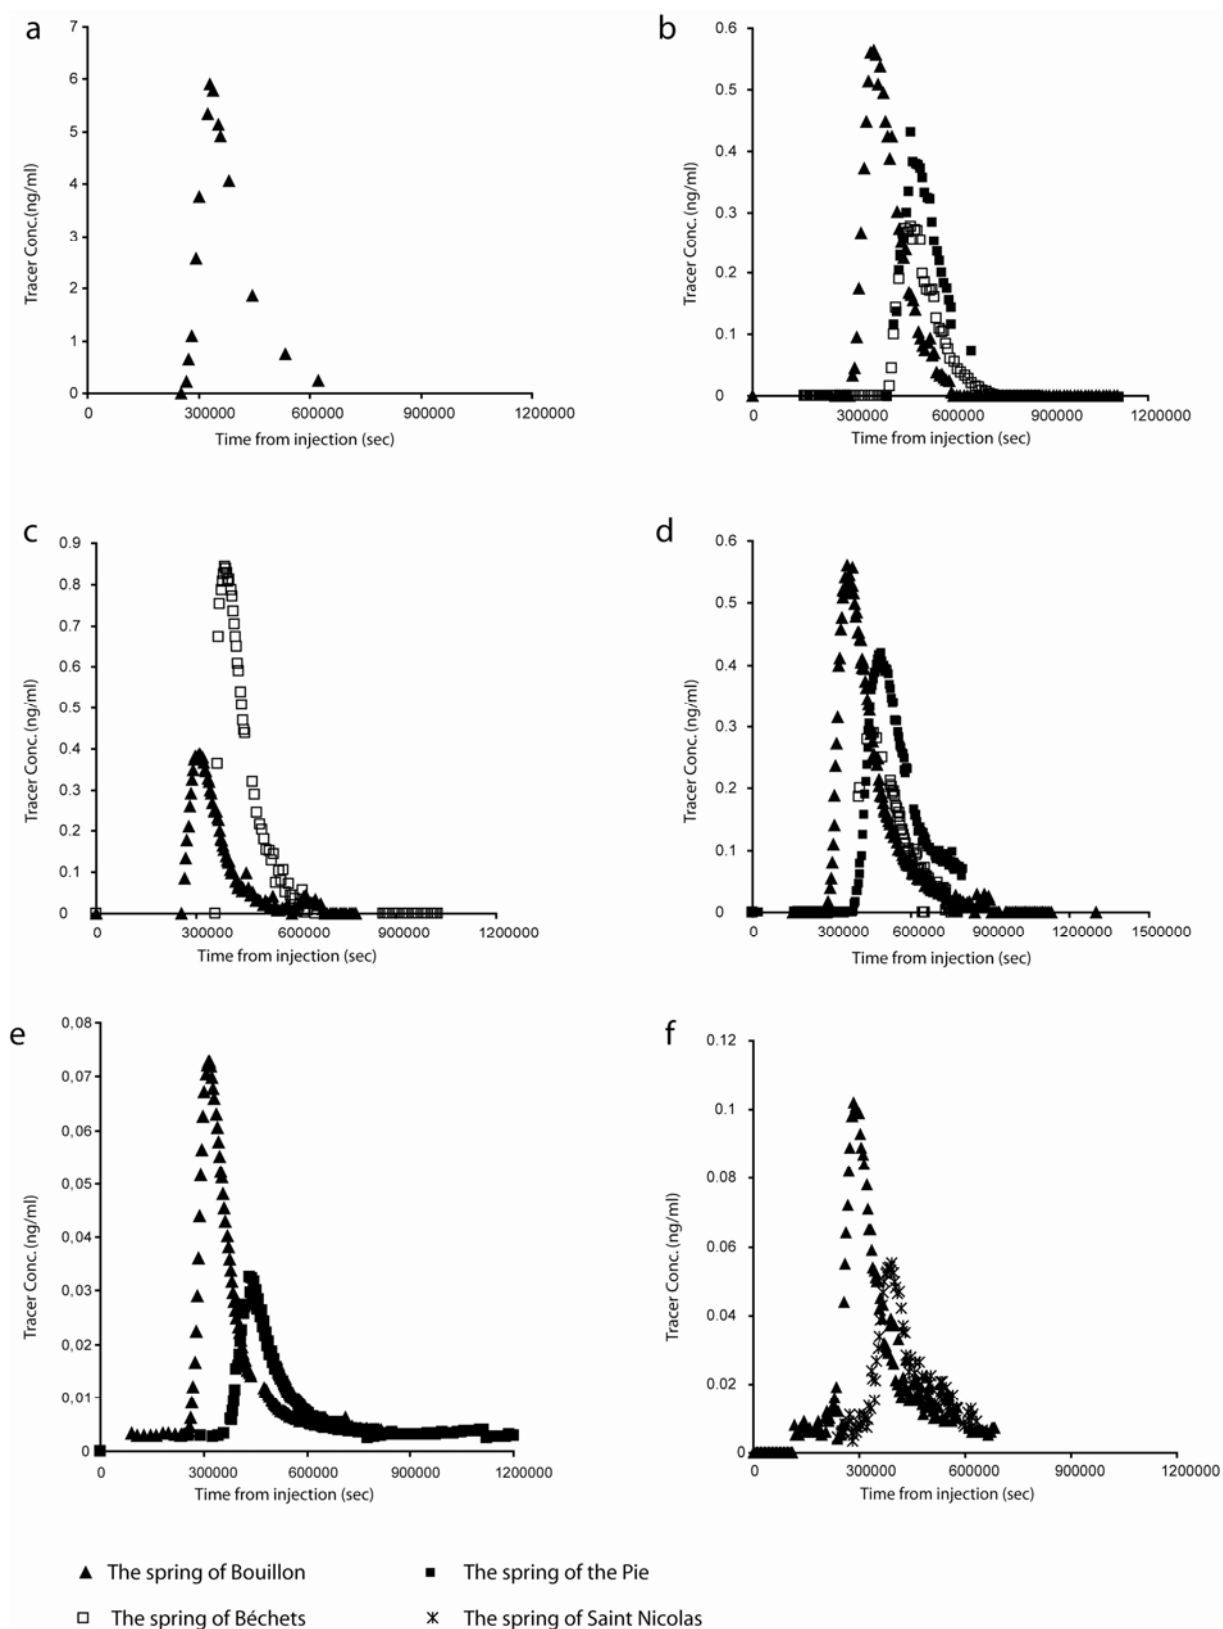 a
7
6
5
4
3
2
1
0
Tracer Conc.(ng/ml)
0 300000 600000 900000 1200000
Time from injection (sec)
b
0.6
0.5
0.4
0.3
0.2
0.1
0
Tracer Conc. (ng/ml)
0 300000 600000 900000 1200000
Time from injection (sec)
c
0.9
0.8
0.7
0.6
0.5
0.4
0.3
0.2
0.1
0
Tracer Conc. (ng/ml)
0 300000 6000000 900000 1200000
Time from injection (sec)
d
0.6
0.5
0.4
0.3
0.2
0.1
0
Tracer Conc. (ng/ml)
0 300000 600000 900000 1200000 1500000
Time from injection (sec)
e
0,08
0,07
0,06
0,05
0,04
0,03
0,02
0,01
0
Tracer Conc. (ng/ml)
0 300000 600000 900000 1200000
Time from injection (sec)
f
0.12
0.1
0.08
0.06
0.04
0.02
0
Tracer Conc. (ng/ml)
0 300000 600000 900000 1200000
Time from injection (sec)
The spring of Bouillon
The spring of the Pie
The spring of Béchets
The spring of Saint Nicolas